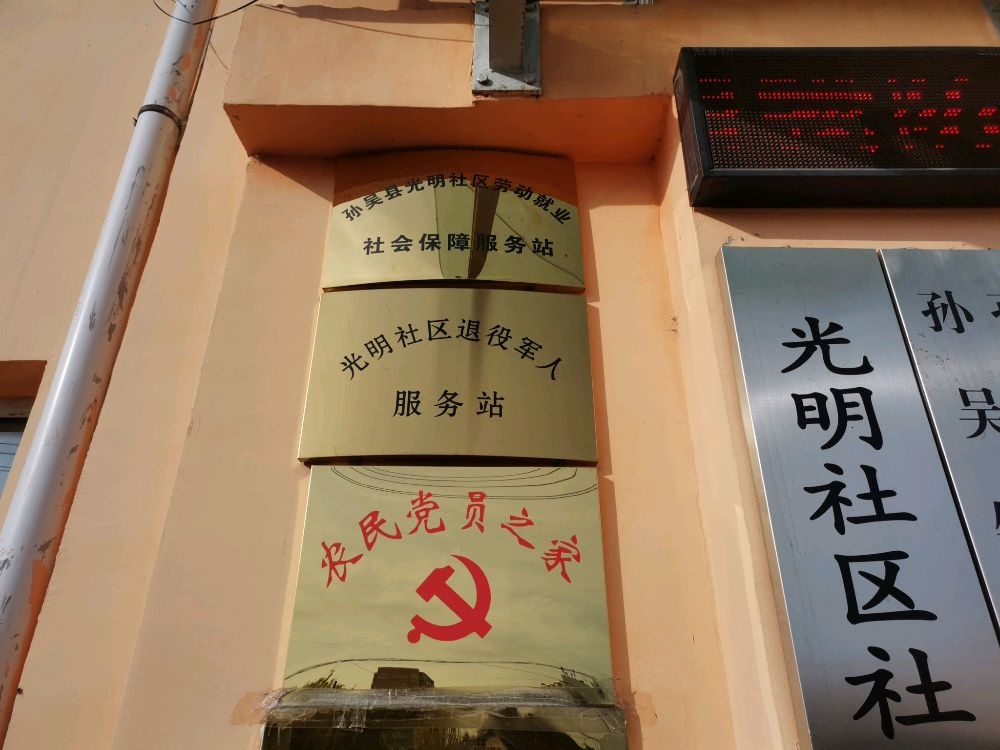 孙吴县光明社区劳动就业
社会保障服务站
光明社区退役军人
服务站
农民党员之家
光明社区社
孙
吴